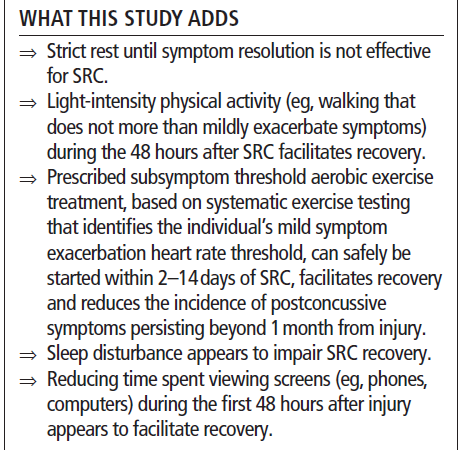 WHAT THIS STUDY ADDS
⇒ Strict rest until symptom resolution is not effective
for SRC.
⇒ Light-intensity physical activity (eg, walking that
does not more than mildly exacerbate symptoms)
during the 48 hours after SRC facilitates recovery.
⇒ Prescribed subsymptom threshold aerobic exercise
treatment, based on systematic exercise testing
that identifies the individual's mild symptom
exacerbation heart rate threshold, can safely be
started within 2–14 days of SRC, facilitates recovery
and reduces the incidence of postconcussive
symptoms persisting beyond 1 month from injury.
⇒ Sleep disturbance appears to impair SRC recovery.
⇒ Reducing time spent viewing screens (eg, phones,
computers) during the first 48 hours after injury
appears to facilitate recovery.